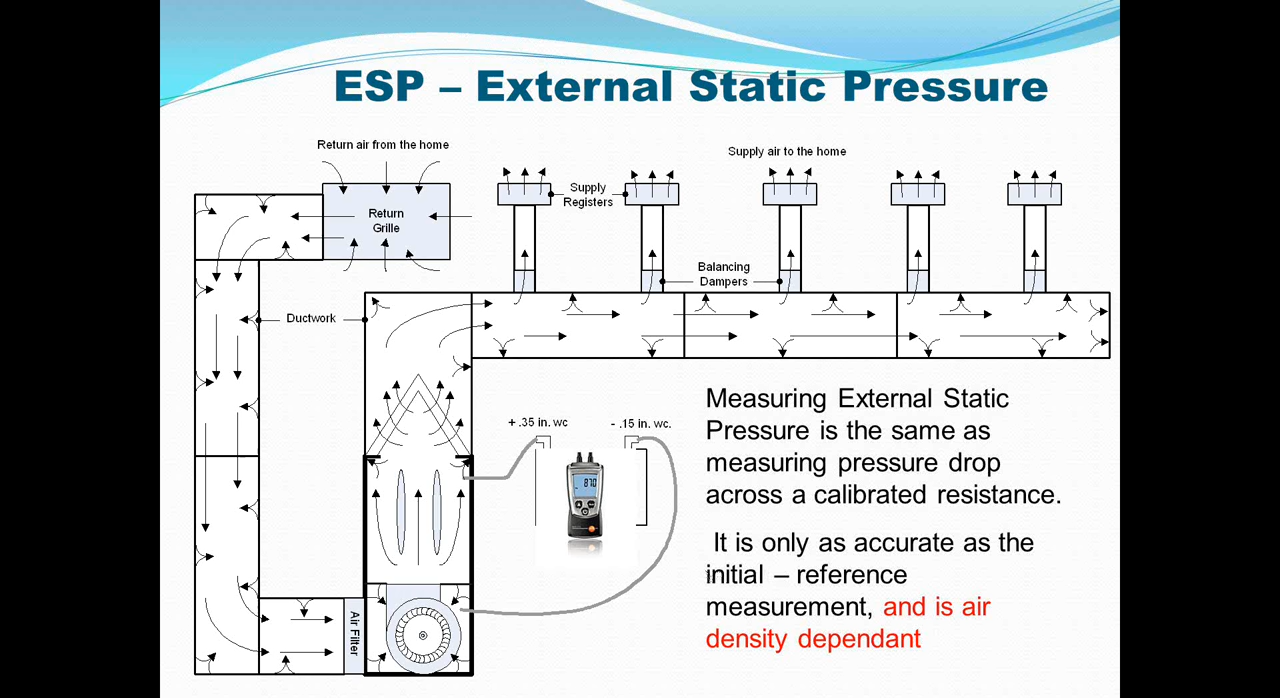 ESP – External Static Pressure
Return air from the home
Supply air to the home
Supply
Registers
Return
Grille
Balancing
Dampers
Ductwork
+ .35 in. wc
- .15 in. wc.
Air Filter
Measuring External Static
Pressure is the same as
measuring pressure drop
across a calibrated resistance.
It is only as accurate as the
initial – reference
measurement, and is air
density dependant